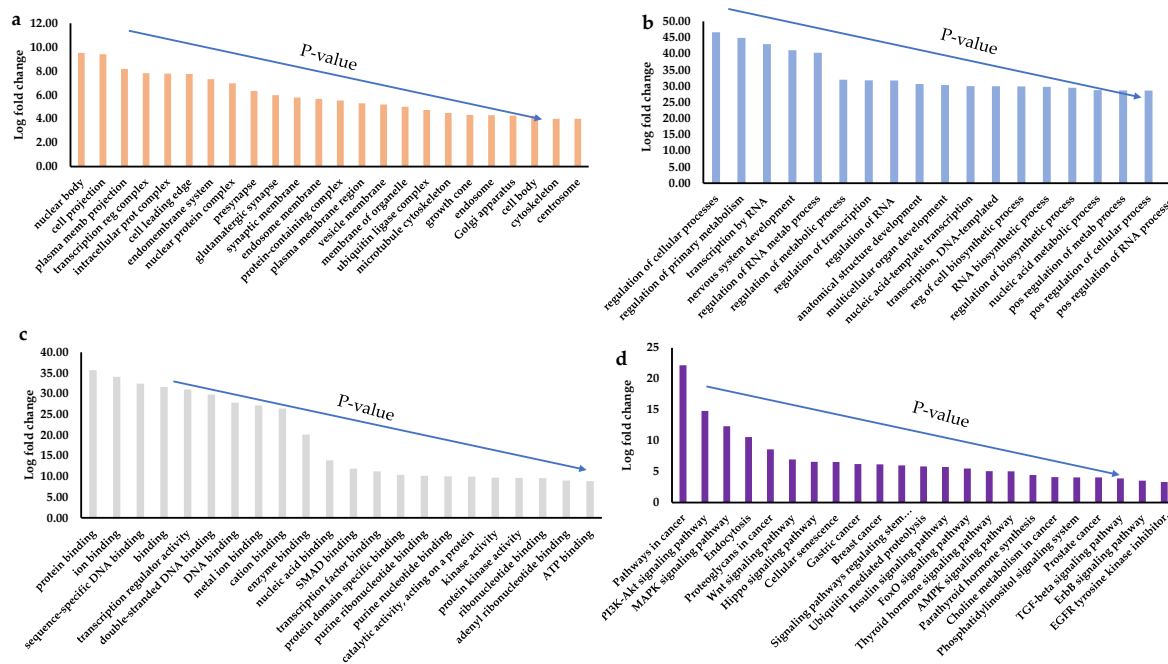 a
12.00
10.00
8.00
6.00
4.00
2.00
0.00
Log fold change
P-value
nuclear body
cell projection
plasma memb projection
transcription reg complex
intracellular prot complex
cell leading edge
endomembrane system
nuclear protein complex
presynapse
glutamatergic synapse
synaptic membrane
endosome membrane
protein-containing complex
plasma membrane region
vesicle membrane
membrane of organelle
ubiquitin ligase complex
microtubule cytoskeleton
growth cone
endosome
Golgi apparatus
cell body
cytoskeleton
centrosome
b
50.00
45.00
40.00
35.00
30.00
25.00
20.00
15.00
10.00
5.00
0.00
Log fold change
P-value
regulation of cellular processes
regulation of primary metabolism
transcription by RNA
nervous system development
regulation of RNA metab process
regulation of metabolic process
regulation of transcription
regulation of RNA
anatomical structure development
multicellular organ development
nucleic acid-template transcription
transcription, DNA-templated
reg of cell biosynthetic process
RNA biosynthetic process
regulation of biosynthetic process
nucleic acid metabolic process
pos regulation of metab process
pos regulation of cellular process
pos regulation of RNA processes
c
40.00
35.00
30.00
25.00
20.00
15.00
10.00
5.00
0.00
Log fold change
P-value
protein binding
ion binding
sequence-specific DNA binding
binding
transcription regulator activity
double-stranded DNA binding
DNA binding
metal ion binding
cation binding
enzyme binding
nucleic acid binding
SMAD binding
transcription factor binding
protein domain specific binding
purine ribonucleotide binding
purine nucleotide binding
catalytic activity, acting on a protein
kinase activity
protein kinase activity
ribonucleotide binding
adenyl ribonucleotide binding
ATP binding
d
25
20
15
10
5
0
Log fold change
P-value
Pathways in cancer
PI3K-Akt signaling pathway
MAPK signaling pathway
Endocytosis
Proteoglycans in cancer
Wnt signaling pathway
Hippo signaling pathway
Cellular senescence
Gastric cancer
Breast cancer
Signaling pathways regulating stem…
Ubiquitin mediated proteolysis
Insulin signaling pathway
FoxO signaling pathway
Thyroid hormone signaling pathway
AMPK signaling pathway
Parathyroid hormone synthesis
Choline metabolism in cancer
Phosphatidylinositol signaling system
Prostate cancer
TGF-beta signaling pathway
ErbB signaling pathway
EGFR tyrosine kinase inhibitor…